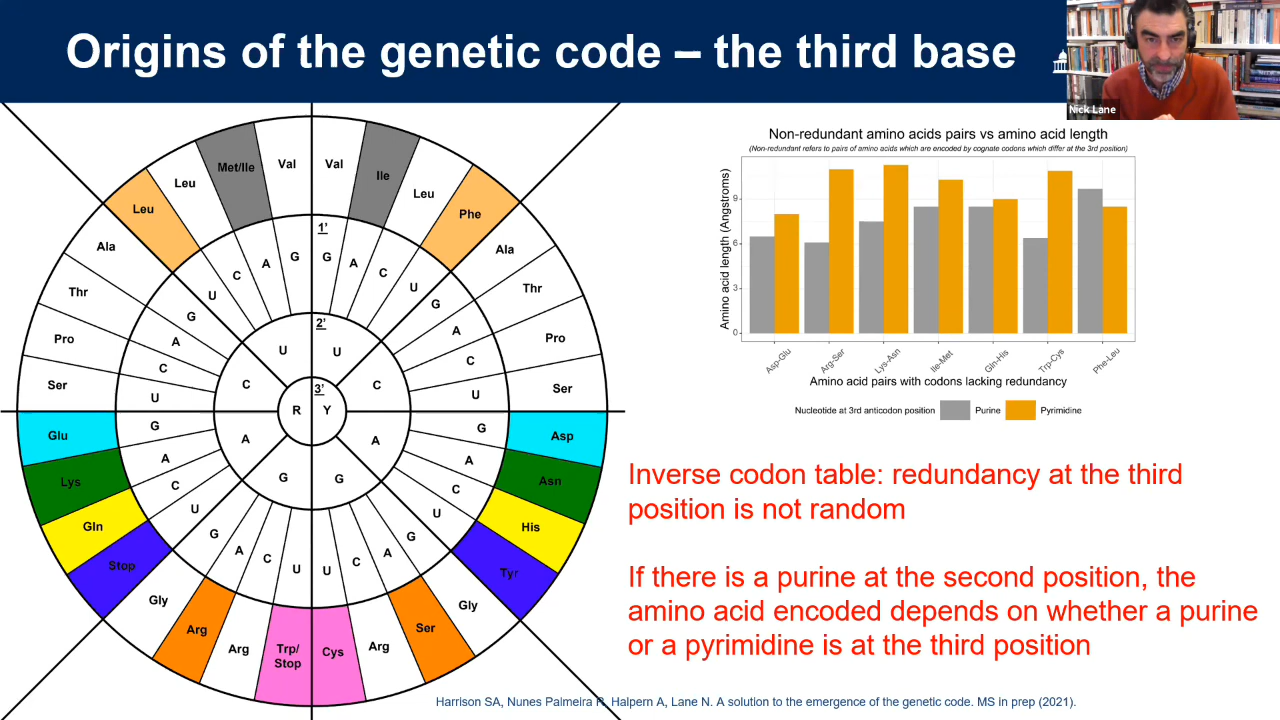 Origins of the genetic code – the third base
Nick Lane
Met/Ile
Val
Val
Ile
Leu
Leu
Leu
Phe
Ala
Ala
Thr
Thr
Pro
Pro
Ser
Ser
Glu
Asp
Lys
Asn
Gln
His
Stop
Tyr
Gly
Gly
Arg
Ser
Arg
Arg
Trp/
Stop
Cys
1'
G
G
A
A
C
C
U
U
G
G
A
A
C
C
U
U
G
G
A
A
C
C
U
U
G
G
A
A
C
C
U
U
2'
U
U
C
C
A
A
G
G
3'
R
Y
Non-redundant amino acids pairs vs amino acid length
(Non-redundant refers to pairs of amino acids which are encoded by cognate codons which differ at the 3rd position)
Amino acid length (Angstroms)
9
6
3
0
Asp-Glu
Arg-Ser
Lys-Asn
Ile-Met
Gln-His
Trp-Cys
Phe-Leu
Amino acid pairs with codons lacking redundancy
Nucleotide at 3rd anticodon position Purine Pyrimidine
Inverse codon table: redundancy at the third
position is not random
If there is a purine at the second position, the
amino acid encoded depends on whether a purine
or a pyrimidine is at the third position
Harrison SA, Nunes Palmeira R, Halpern A, Lane N. A solution to the emergence of the genetic code. MS in prep (2021).